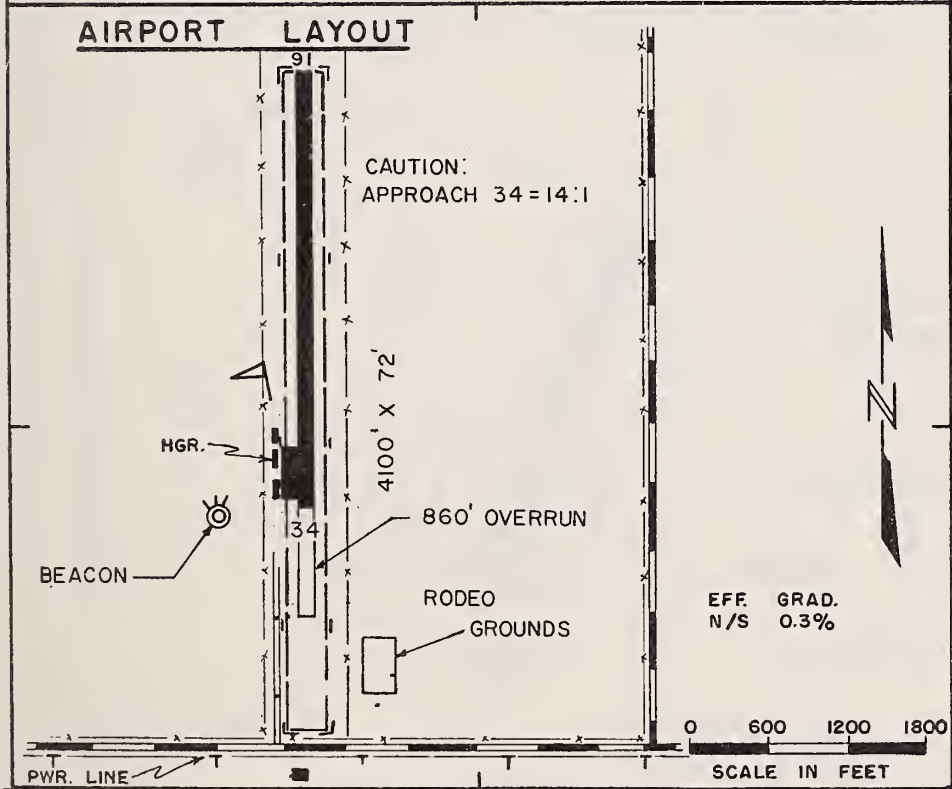 AIRPORT LAYOUT
16
CAUTION:
APPROACH 34 = 14:1
4100' X 72'
HGR.
34
860' OVERRUN
BEACON
RODEO
GROUNDS
N
EFF. GRAD.
N/S 0.3%
0 600 1200 1800
SCALE IN FEET
PWR. LINE
T T T T T